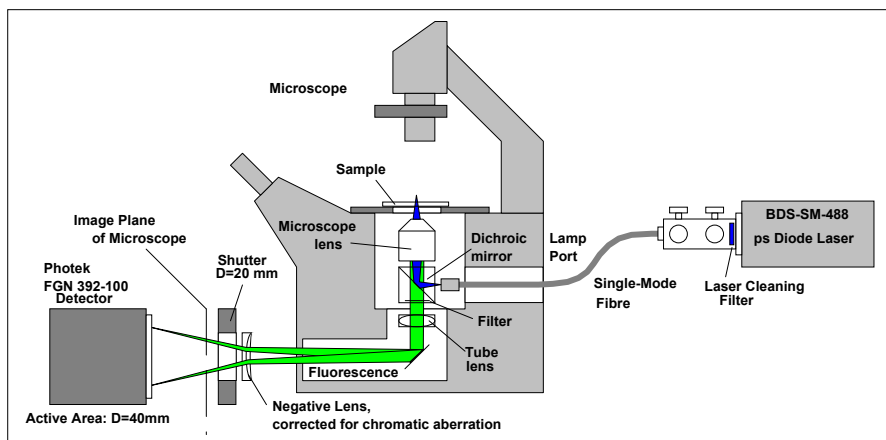 Microscope
Sample
Microscope
lens
Dichroic
mirror
Lamp
Port
BDS-SM-488
ps Diode Laser
Laser Cleaning
Filter
Single-Mode
Fibre
Image Plane
of Microscope
Shutter
D=20 mm
Photek
FGN 392-100
Detector
Filter
Tube
lens
Fluorescence
Active Area: D=40mm
Negative Lens,
corrected for chromatic aberration